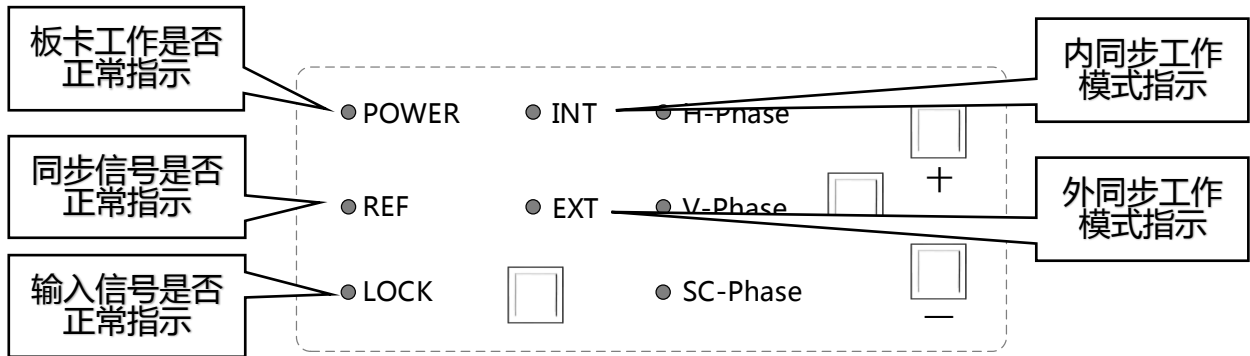 板卡工作是否
正常指示
内同步工作
模式指示
POWER
INT
H-Phase
+
同步信号是否
正常指示
外同步工作
模式指示
REF
EXT
V-Phase
输入信号是否
正常指示
LOCK
SC-Phase
—